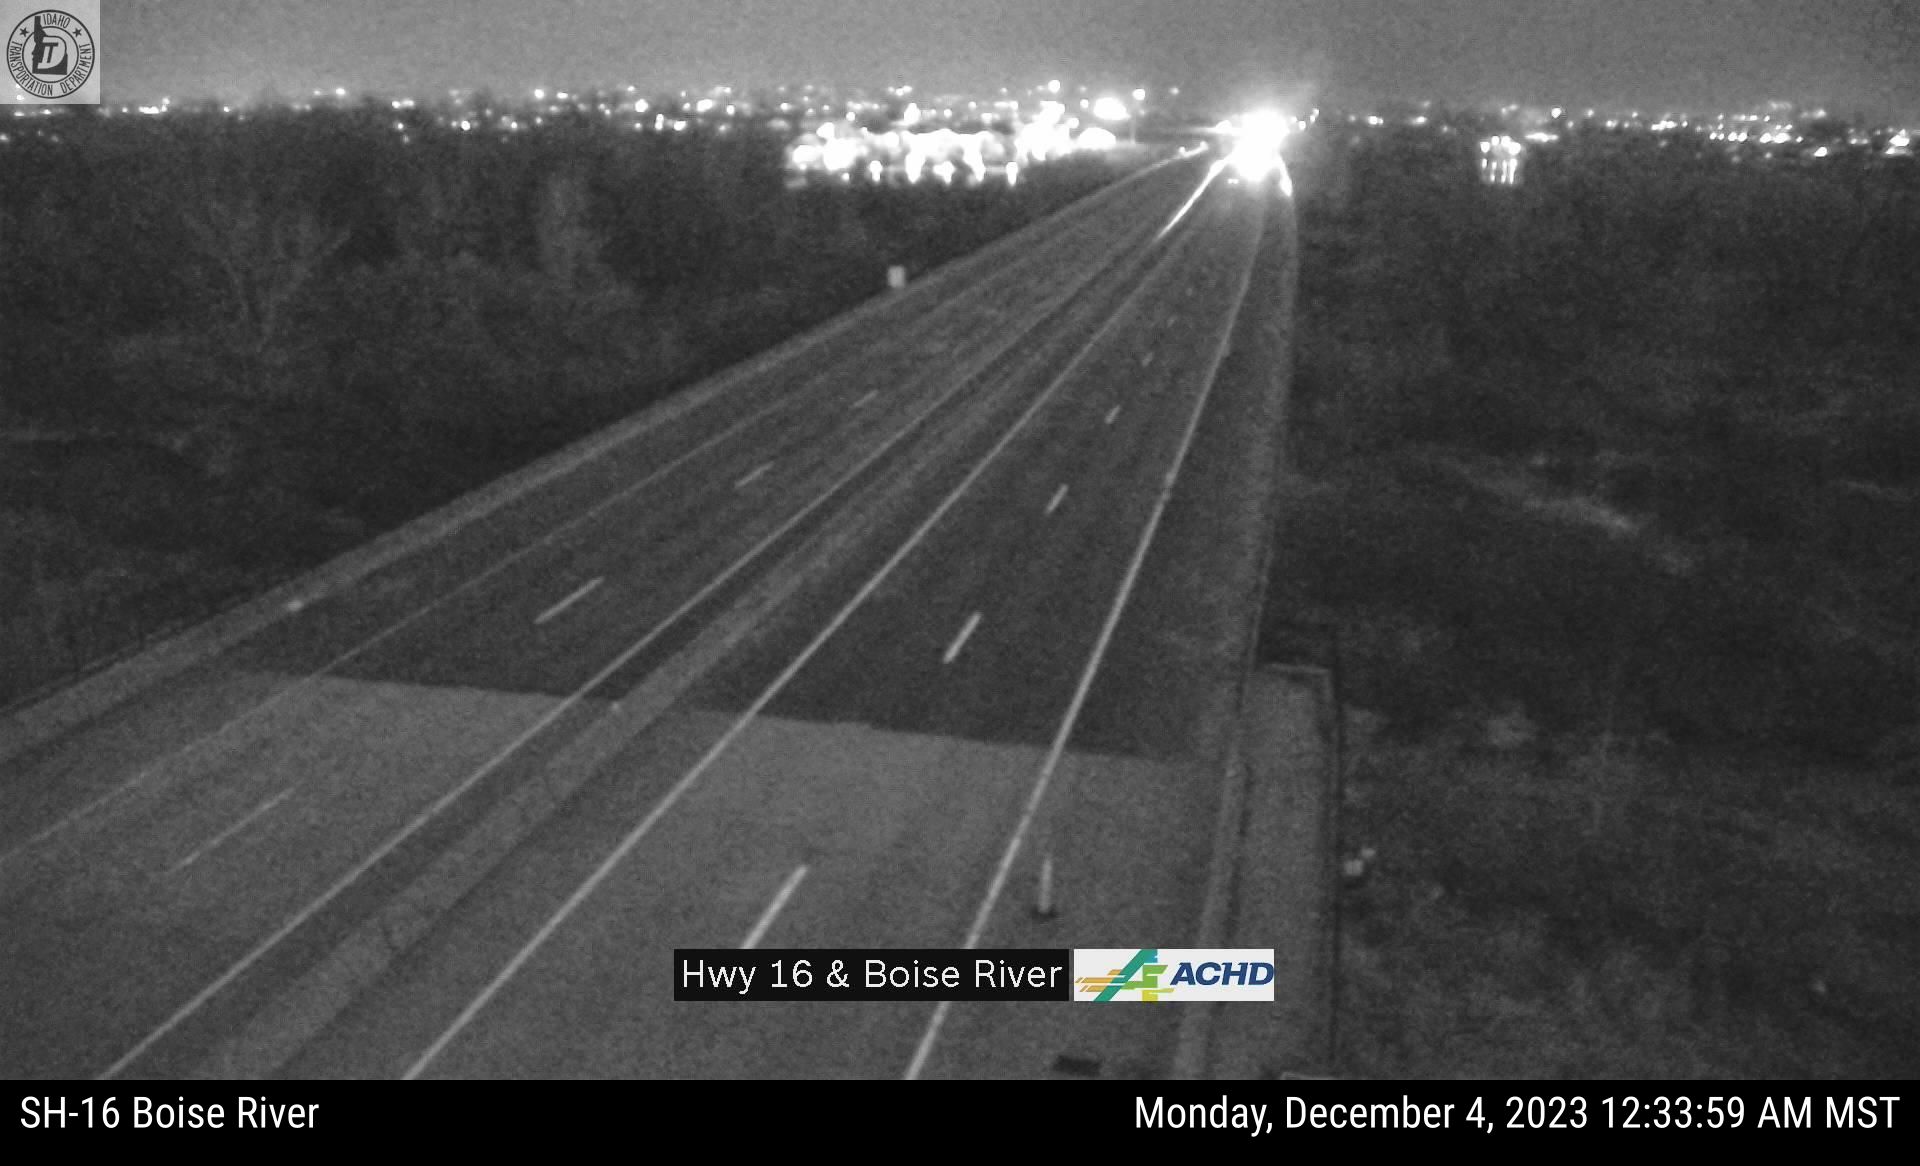 IDAHO
TRANSPORTATION DEPARTMENT
Hwy 16 & Boise River
ACHD
SH-16 Boise River
Monday, December 4, 2023 12:33:59 AM MST